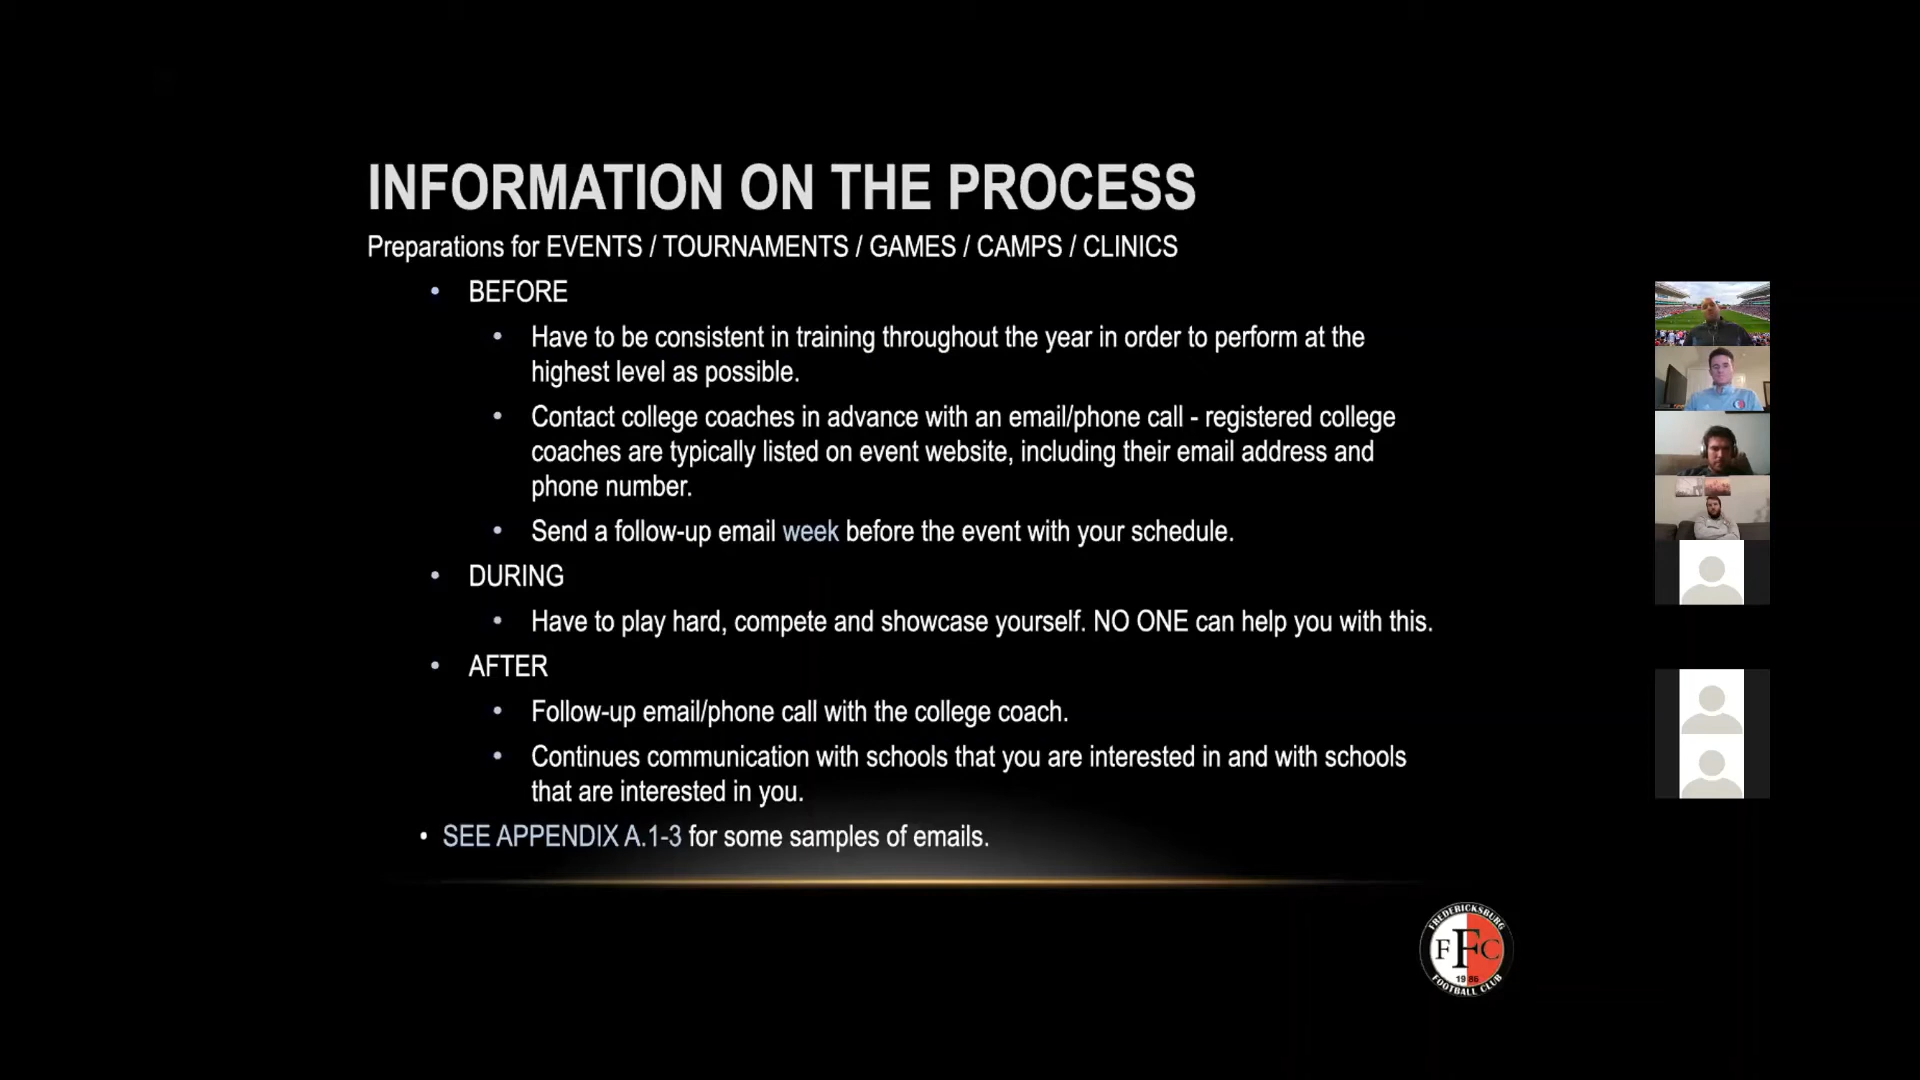 INFORMATION ON THE PROCESS
Preparations for EVENTS / TOURNAMENTS / GAMES / CAMPS / CLINICS
• BEFORE
• Have to be consistent in training throughout the year in order to perform at the
highest level as possible.
• Contact college coaches in advance with an email/phone call - registered college
coaches are typically listed on event website, including their email address and
phone number.
• Send a follow-up email week before the event with your schedule.
• DURING
• Have to play hard, compete and showcase yourself. NO ONE can help you with this.
• AFTER
• Follow-up email/phone call with the college coach.
• Continues communication with schools that you are interested in and with schools
that are interested in you.
• SEE APPENDIX A.1-3 for some samples of emails.
FREDERICKSBURG
FFC
1986
FOOTBALL CLUB